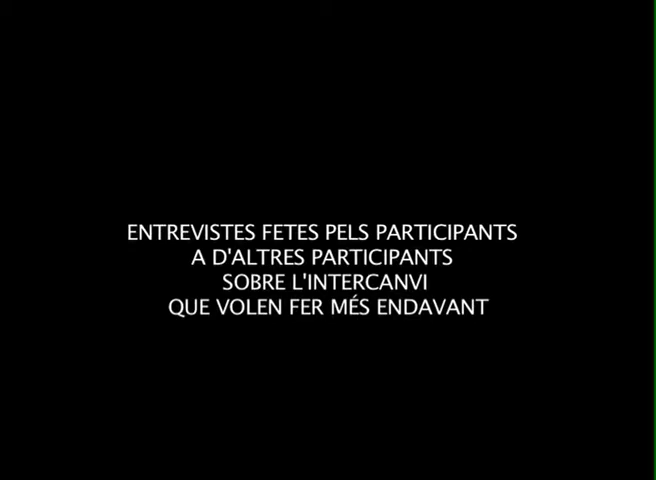 ENTREVISTES FETES PELS PARTICIPANTS
A D'ALTRES PARTICIPANTS
SOBRE L'INTERCANVI
QUE VOLEN FER MÉS ENDAVANT